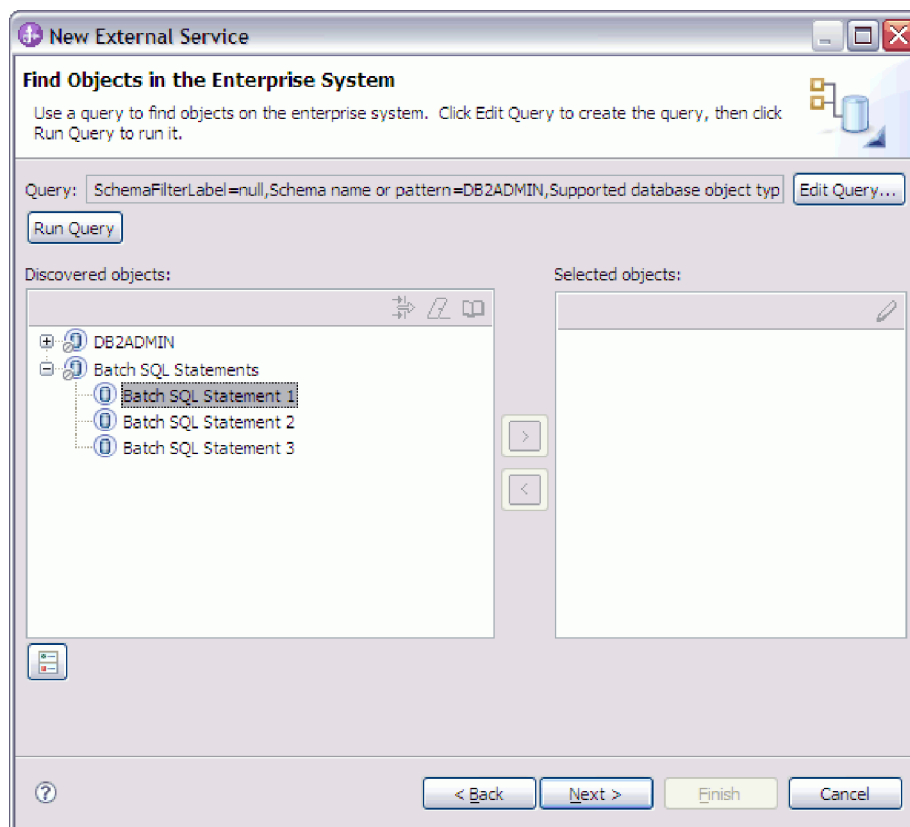 New External Service
Find Objects in the Enterprise System
Use a query to find objects on the enterprise system. Click Edit Query to create the query, then click
Run Query to run it.
Query: SchemaFilterLabel=null,Schema name or pattern=DB2ADMIN,Supported database object typ Edit Query...
Run Query
Discovered objects: Selected objects:
DB2ADMIN
Batch SQL Statements
Batch SQL Statement 1
Batch SQL Statement 2
Batch SQL Statement 3
>
<
? < Back Next > Finish Cancel